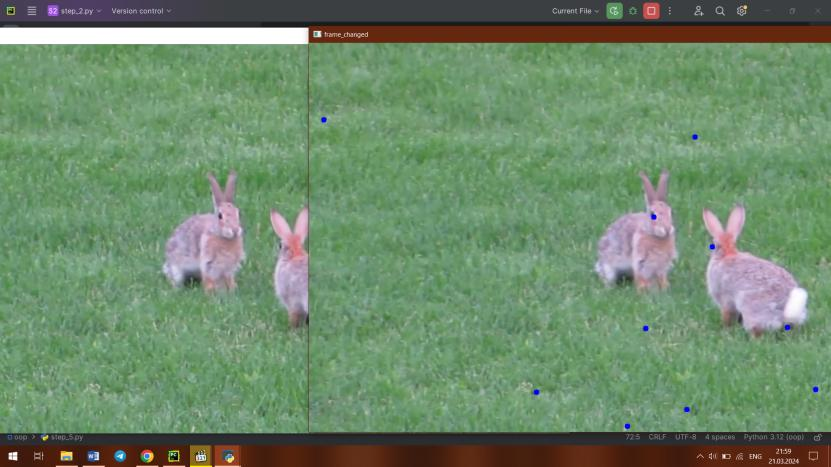 S2 step_2.py Version control Current File
frame_changed
oop > step_5.py 72:5 CRLF UTF-8 4 spaces Python 3.12 (oop)
ENG 21:59
21.03.2024